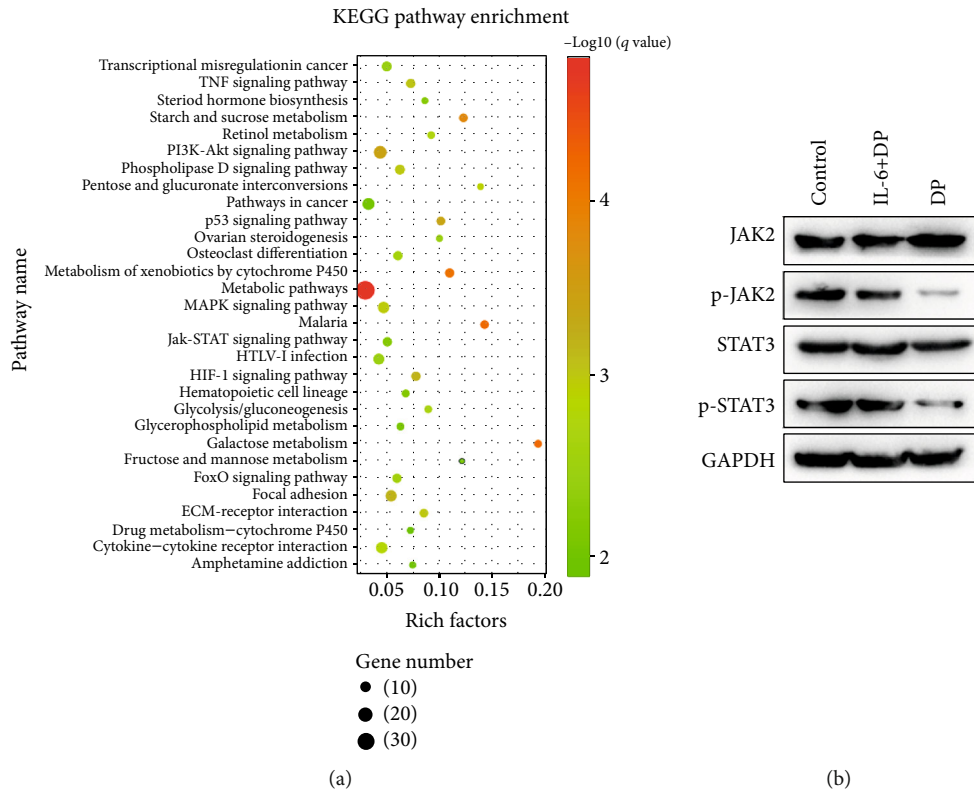 KEGG pathway enrichment
−Log10 (q value)
Transcriptional misregulationin cancer
TNF signaling pathway
Steriod hormone biosynthesis
Starch and sucrose metabolism
Retinol metabolism
PI3K-Akt signaling pathway
Phospholipase D signaling pathway
Pentose and glucuronate interconversions
Pathways in cancer
p53 signaling pathway
Ovarian steroidogenesis
Osteoclast differentiation
Metabolism of xenobiotics by cytochrome P450
Metabolic pathways
MAPK signaling pathway
Malaria
Jak-STAT signaling pathway
HTLV-I infection
HIF-1 signaling pathway
Hematopoietic cell lineage
Glycolysis/gluconeogenesis
Glycerophospholipid metabolism
Galactose metabolism
Fructose and mannose metabolism
FoxO signaling pathway
Focal adhesion
ECM-receptor interaction
Drug metabolism−cytochrome P450
Cytokine−cytokine receptor interaction
Amphetamine addiction
Pathway name
0.05 0.10 0.15 0.20
Rich factors
4
3
2
Gene number
(10)
(20)
(30)
(a)
Control
IL-6+DP
DP
JAK2
p-JAK2
STAT3
p-STAT3
GAPDH
(b)